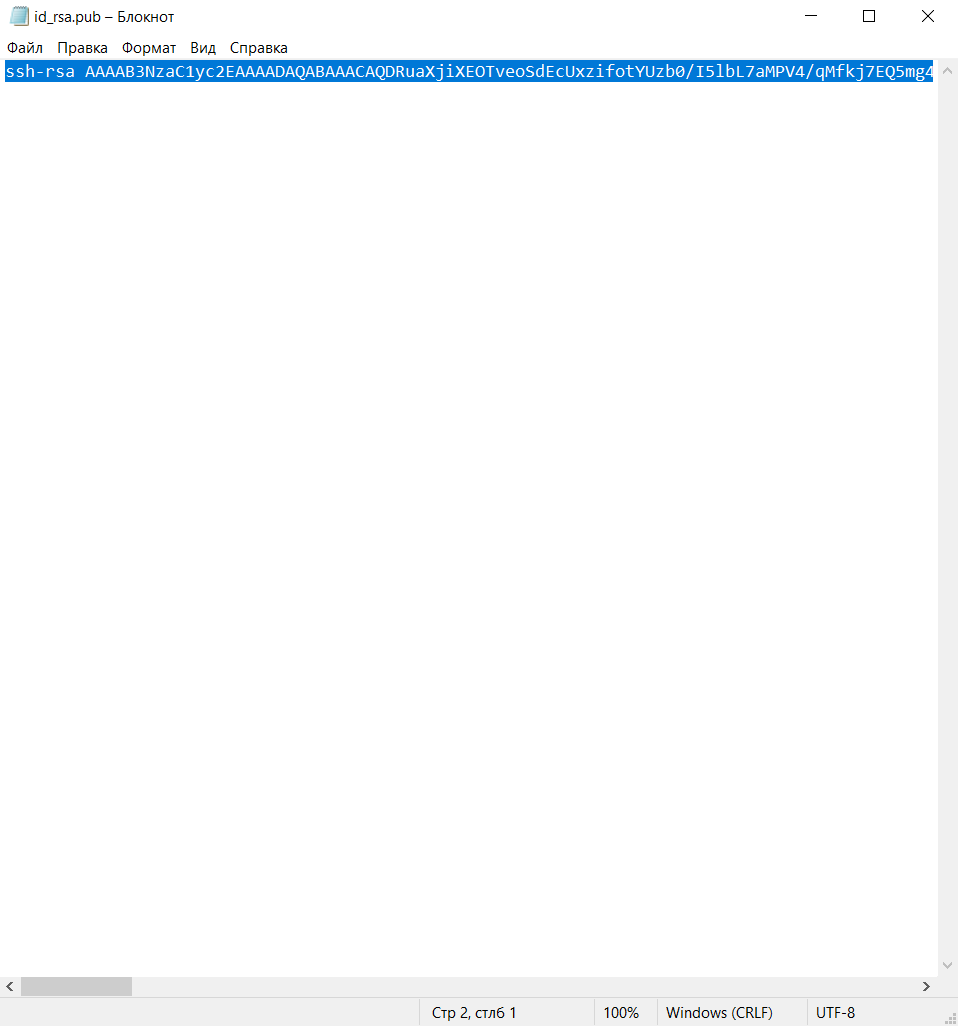 id_rsa.pub – Блокнот
Файл Правка Формат Вид Справка
ssh-rsa AAAAB3NzaC1yc2EAAAADAQABAAACAQDRuaXjiXEOTveoSdEcUxzifotYUzb0/I5lbL7aMPV4/qMfkj7EQ5mg4
Стр 2, стлб 1 100% Windows (CRLF) UTF-8